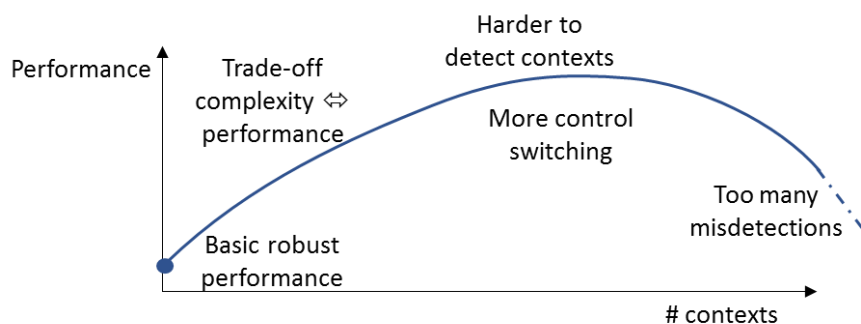 Performance
Trade-off
complexity ⇔
performance
Harder to
detect contexts
More control
switching
Too many
misdetections
Basic robust
performance
# contexts